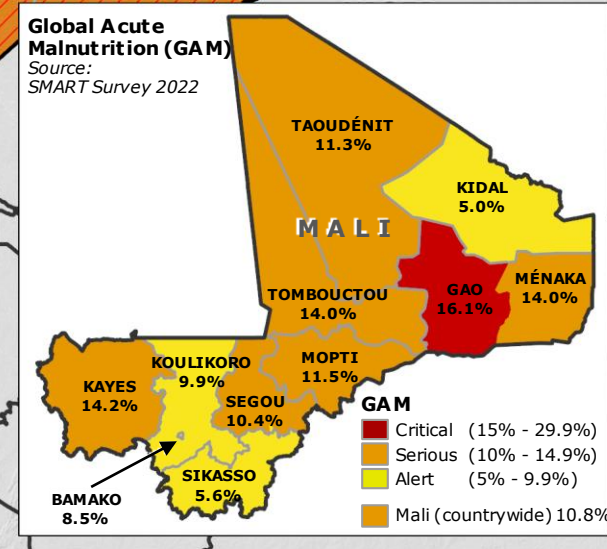 Global Acute
Malnutrition (GAM)
Source:
SMART Survey 2022
TAOUDÉNIT
11.3%
KIDAL
5.0%
M A L I
GAO
16.1%
MÉNAKA
14.0%
TOMBOUCTOU
14.0%
MOPTI
11.5%
KOULIKORO
9.9%
KAYES
14.2%
SEGOU
10.4%
SIKASSO
5.6%
BAMAKO
8.5%
GAM
Critical (15% - 29.9%)
Serious (10% - 14.9%)
Alert (5% - 9.9%)
Mali (countrywide) 10.8%